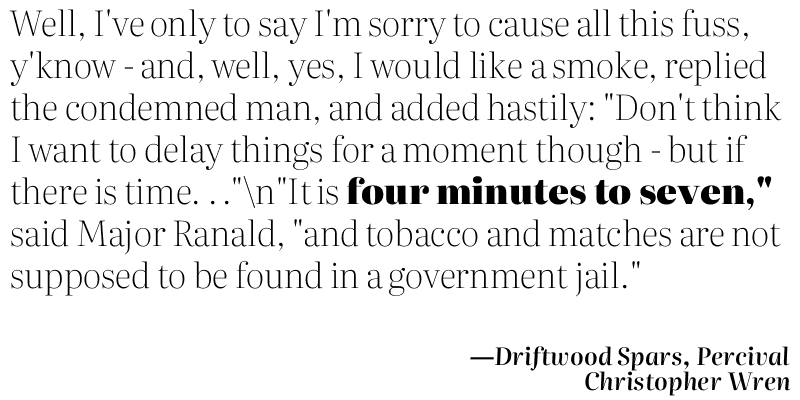 Well, I've only to say I'm sorry to cause all this fuss,
y'know - and, well, yes, I would like a smoke, replied
the condemned man, and added hastily: "Don't think
I want to delay things for a moment though - but if
there is time. . ."\n"It is four minutes to seven,"
said Major Ranald, "and tobacco and matches are not
supposed to be found in a government jail."
—Driftwood Spars, Percival
Christopher Wren